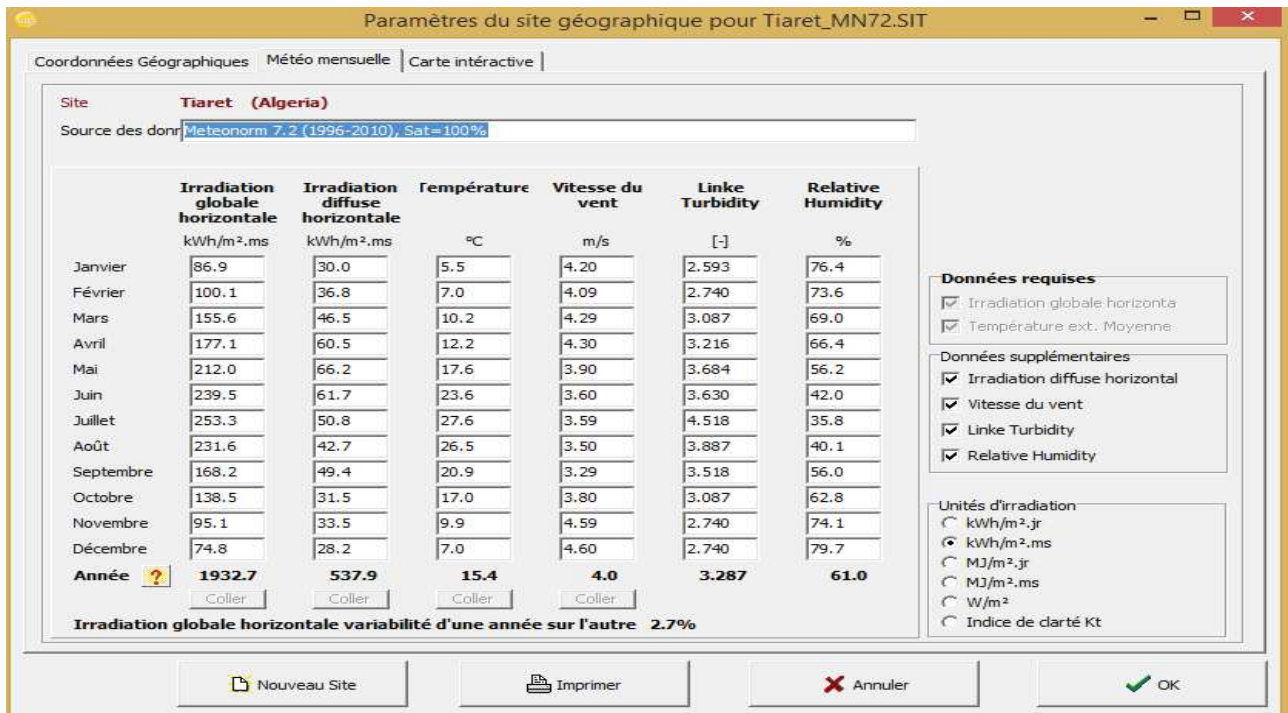 Paramètres du site géographique pour Tiaret_MN72.SIT
Coordonnées Géographiques Météo mensuelle Carte intéractive
Site Tiaret (Algeria)
Source des donr Meteonorm 7.2 (1996-2010), Sat=100%
Irradiation globale horizontale Irradiation diffuse horizontale Température Vitesse du vent Linke Turbidity Relative Humidity
kWh/m².ms kWh/m².ms °C m/s [-] %
Janvier 86.9 30.0 5.5 4.20 2.593 76.4
Février 100.1 36.8 7.0 4.09 2.740 73.6
Mars 155.6 46.5 10.2 4.29 3.087 69.0
Avril 177.1 60.5 12.2 4.30 3.216 66.4
Mai 212.0 66.2 17.6 3.90 3.684 56.2
Juin 239.5 61.7 23.6 3.60 3.630 42.0
Juillet 253.3 50.8 27.6 3.59 4.518 35.8
Août 231.6 42.7 26.5 3.50 3.887 40.1
Septembre 168.2 49.4 20.9 3.29 3.518 56.0
Octobre 138.5 31.5 17.0 3.80 3.087 62.8
Novembre 95.1 33.5 9.9 4.59 2.740 74.1
Décembre 74.8 28.2 7.0 4.60 2.740 79.7
Année ? 1932.7 537.9 15.4 4.0 3.287 61.0
Coller Coller Coller Coller
Irradiation globale horizontale variabilité d'une année sur l'autre 2.7%
Données requises
Irradiation globale horizonta
Température ext. Moyenne
Données supplémentaires
Irradiation diffuse horizontal
Vitesse du vent
Linke Turbidity
Relative Humidity
Unités d'irradiation
kWh/m².jr
kWh/m².ms
MJ/m².jr
MJ/m².ms
W/m²
Indice de clarté Kt
Nouveau Site Imprimer Annuler OK